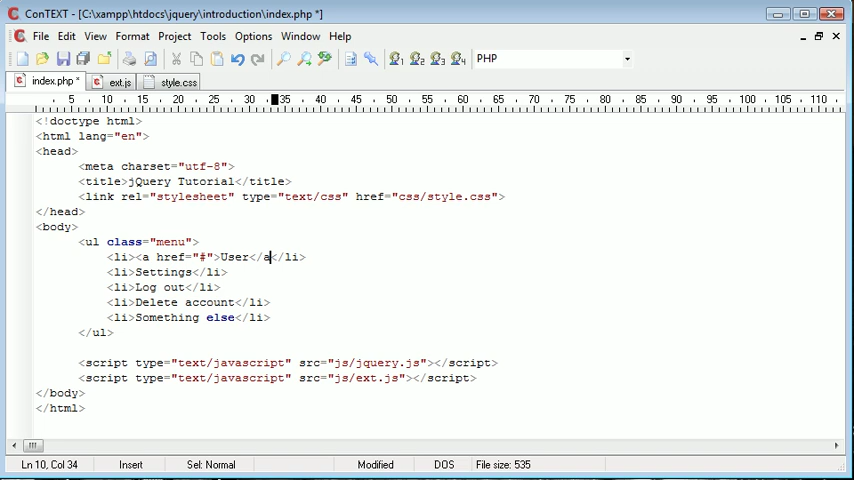 ConTEXT - [C:\xampp\htdocs\jquery\introduction\index.php *]
File Edit View Format Project Tools Options Window Help
1 2 3 4 PHP
index.php * ext.js style.css
5 10 15 20 25 30 35 40 45 50 55 60 65 70 75 80 85 90 95 100 105 110
<!doctype html>
<html lang="en">
<head>
<meta charset="utf-8">
<title>jQuery Tutorial</title>
<link rel="stylesheet" type="text/css" href="css/style.css">
</head>
<body>
<ul class="menu">
<li><a href="#">User</a</li>
<li>Settings</li>
<li>Log out</li>
<li>Delete account</li>
<li>Something else</li>
</ul>
<script type="text/javascript" src="js/jquery.js"></script>
<script type="text/javascript" src="js/ext.js"></script>
</body>
</html>
Ln 10, Col 34 Insert Sel: Normal Modified DOS File size: 535